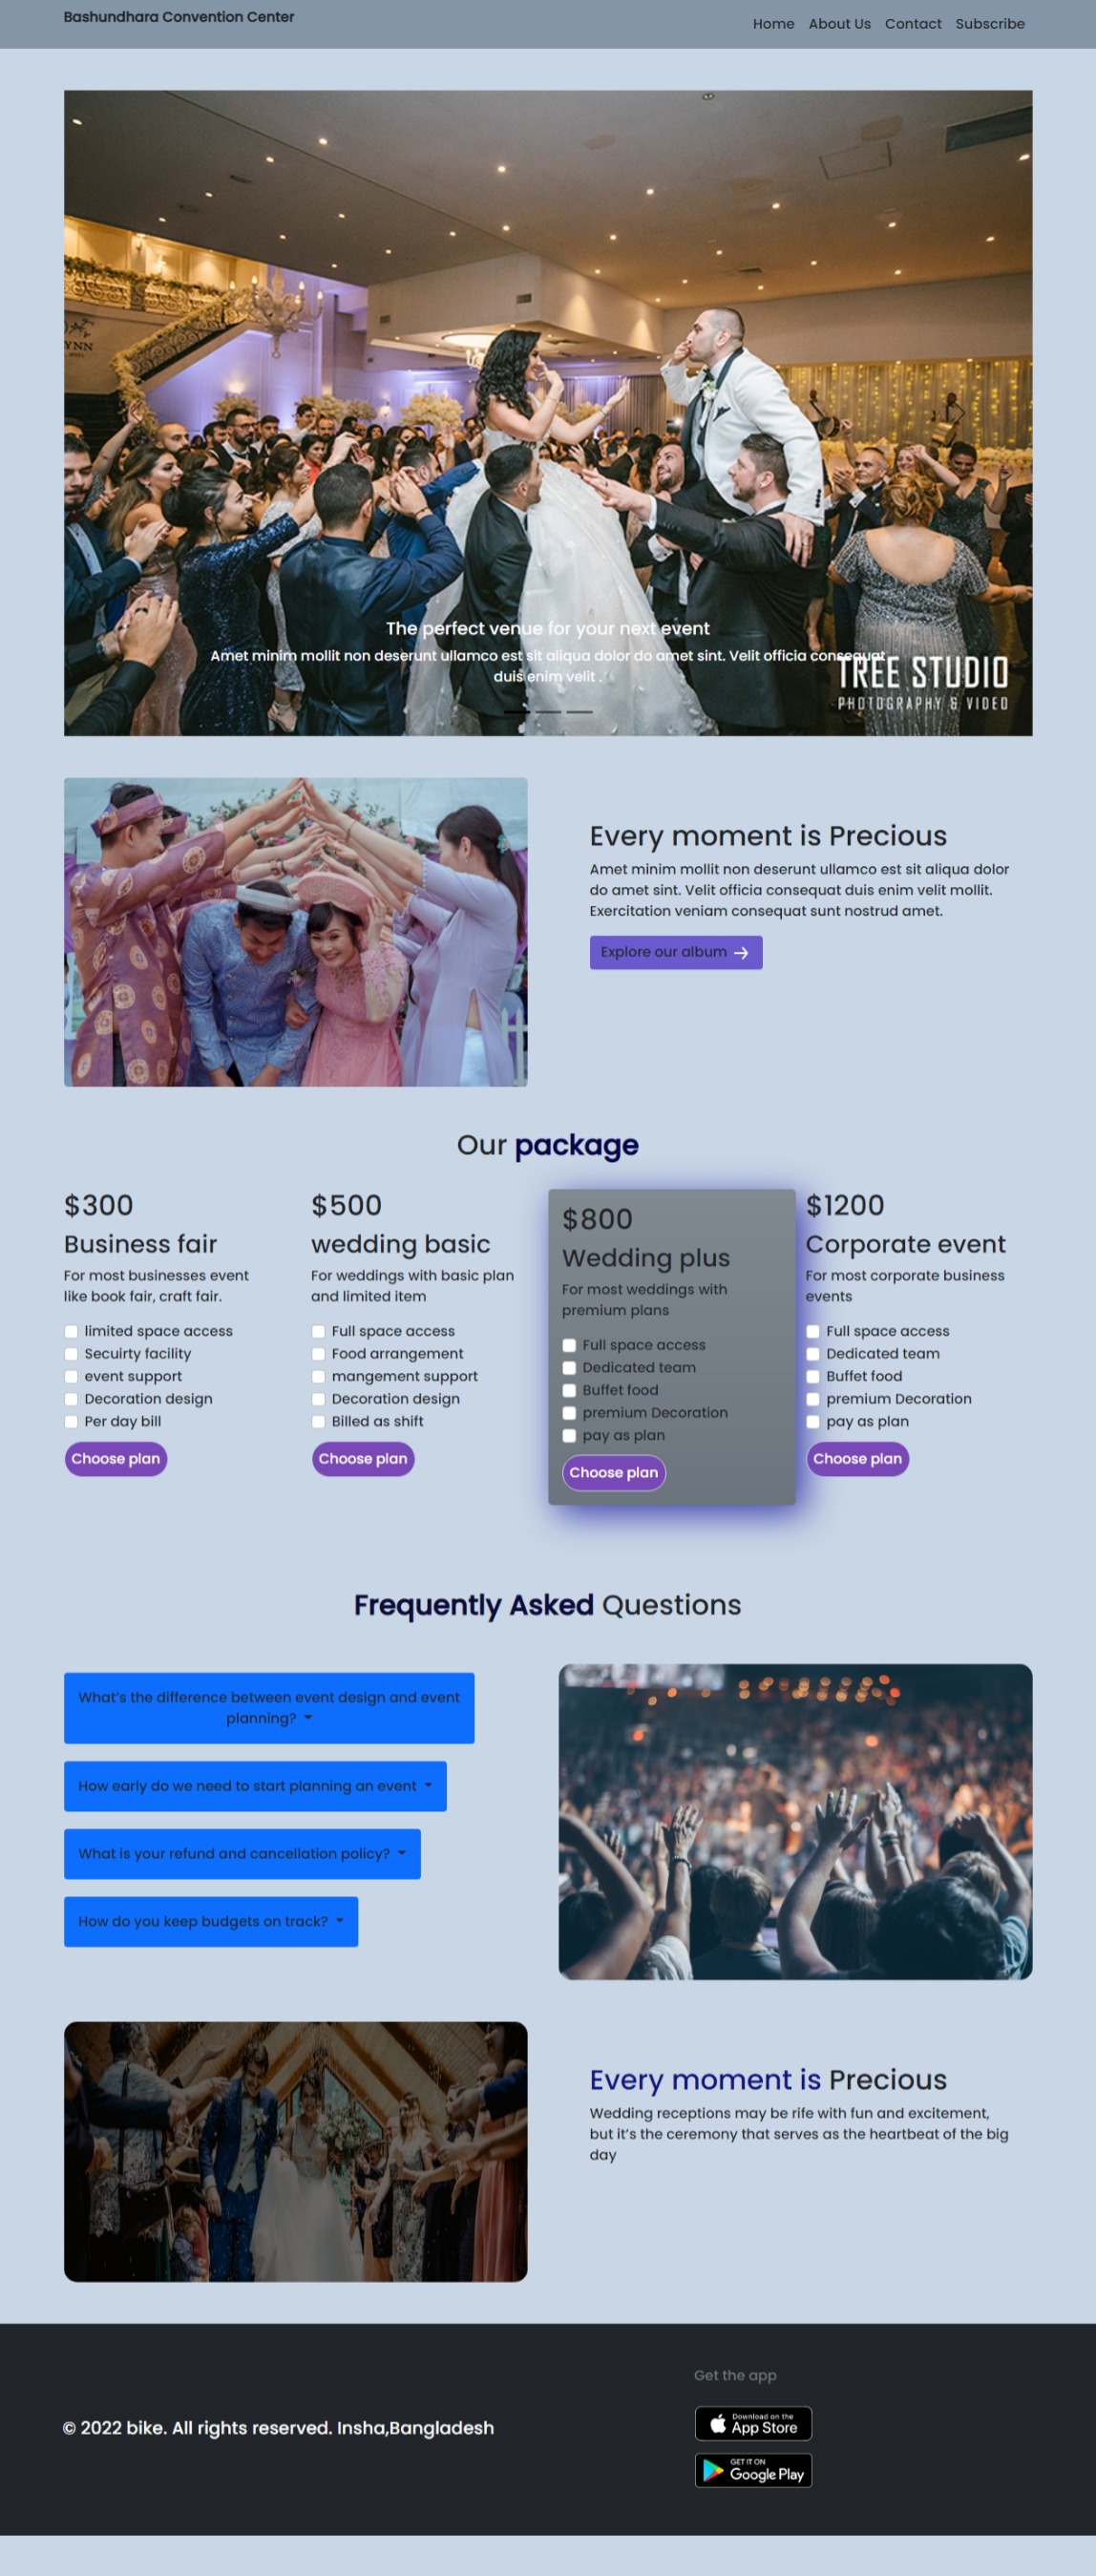 Bashundhara Convention Center
Home About Us Contact Subscribe
YNN
The perfect venue for your next event
Amet minim mollit non deserunt ullamco est sit aliqua dolor do amet sint. Velit officia consequat
duis enim velit .
TREE STUDIO
PHOTOGRAPHY & VIDEO
Every moment is Precious
Amet minim mollit non deserunt ullamco est sit aliqua dolor
do amet sint. Velit officia consequat duis enim velit mollit.
Exercitation veniam consequat sunt nostrud amet.
Explore our album
Our package
$300
Business fair
For most businesses event
like book fair, craft fair.
limited space access
Secuirty facility
event support
Decoration design
Per day bill
Choose plan
$500
wedding basic
For weddings with basic plan
and limited item
Full space access
Food arrangement
mangement support
Decoration design
Billed as shift
Choose plan
$800
Wedding plus
For most weddings with
premium plans
Full space access
Dedicated team
Buffet food
premium Decoration
pay as plan
Choose plan
$1200
Corporate event
For most corporate business
events
Full space access
Dedicated team
Buffet food
premium Decoration
pay as plan
Choose plan
Frequently Asked Questions
What's the difference between event design and event
planning?
How early do we need to start planning an event
What is your refund and cancellation policy?
How do you keep budgets on track?
Every moment is Precious
Wedding receptions may be rife with fun and excitement,
but it's the ceremony that serves as the heartbeat of the big
day
© 2022 bike. All rights reserved. Insha,Bangladesh
Get the app
Download on the
App Store
GET IT ON
Google Play